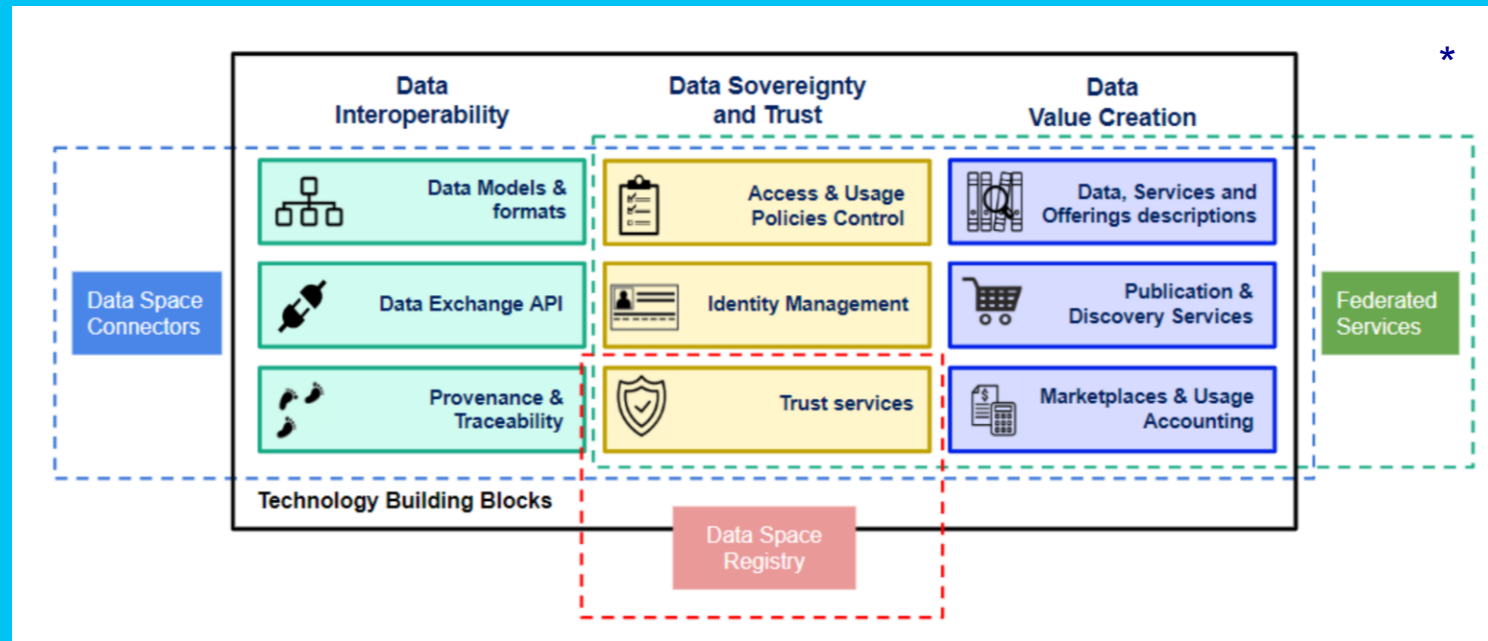 *
Data
Interoperability
Data Sovereignty
and Trust
Data
Value Creation
Data Models &
formats
Access & Usage
Policies Control
Data, Services and
Offerings descriptions
Data Space
Connectors
Data Exchange API
Identity Management
Publication &
Discovery Services
Federated
Services
Provenance &
Traceability
Trust services
$
Marketplaces & Usage
Accounting
Technology Building Blocks
Data Space
Registry